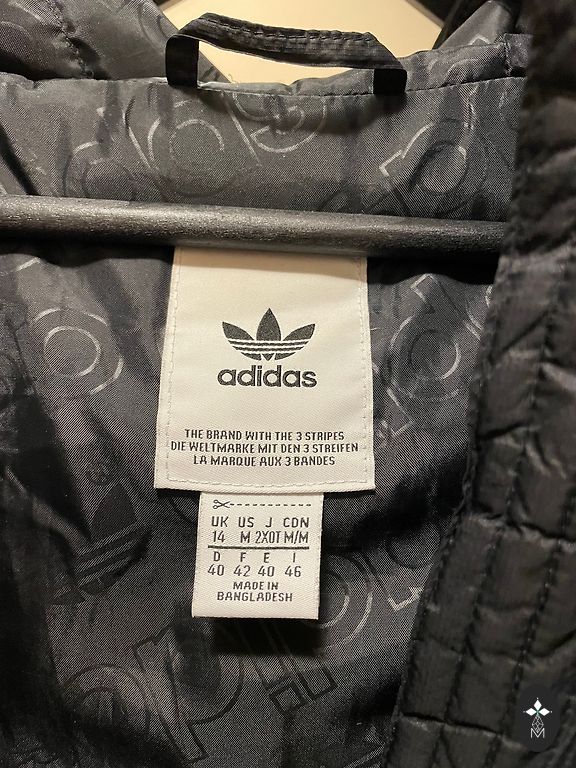 adidas
THE BRAND WITH THE 3 STRIPES
DIE WELTMARKE MIT DEN 3 STREIFEN
LA MARQUE AUX 3 BANDES
UK US J CDN
14 M 2XOT M/M
D F E I
40 42 40 46
MADE IN
BANGLADESH